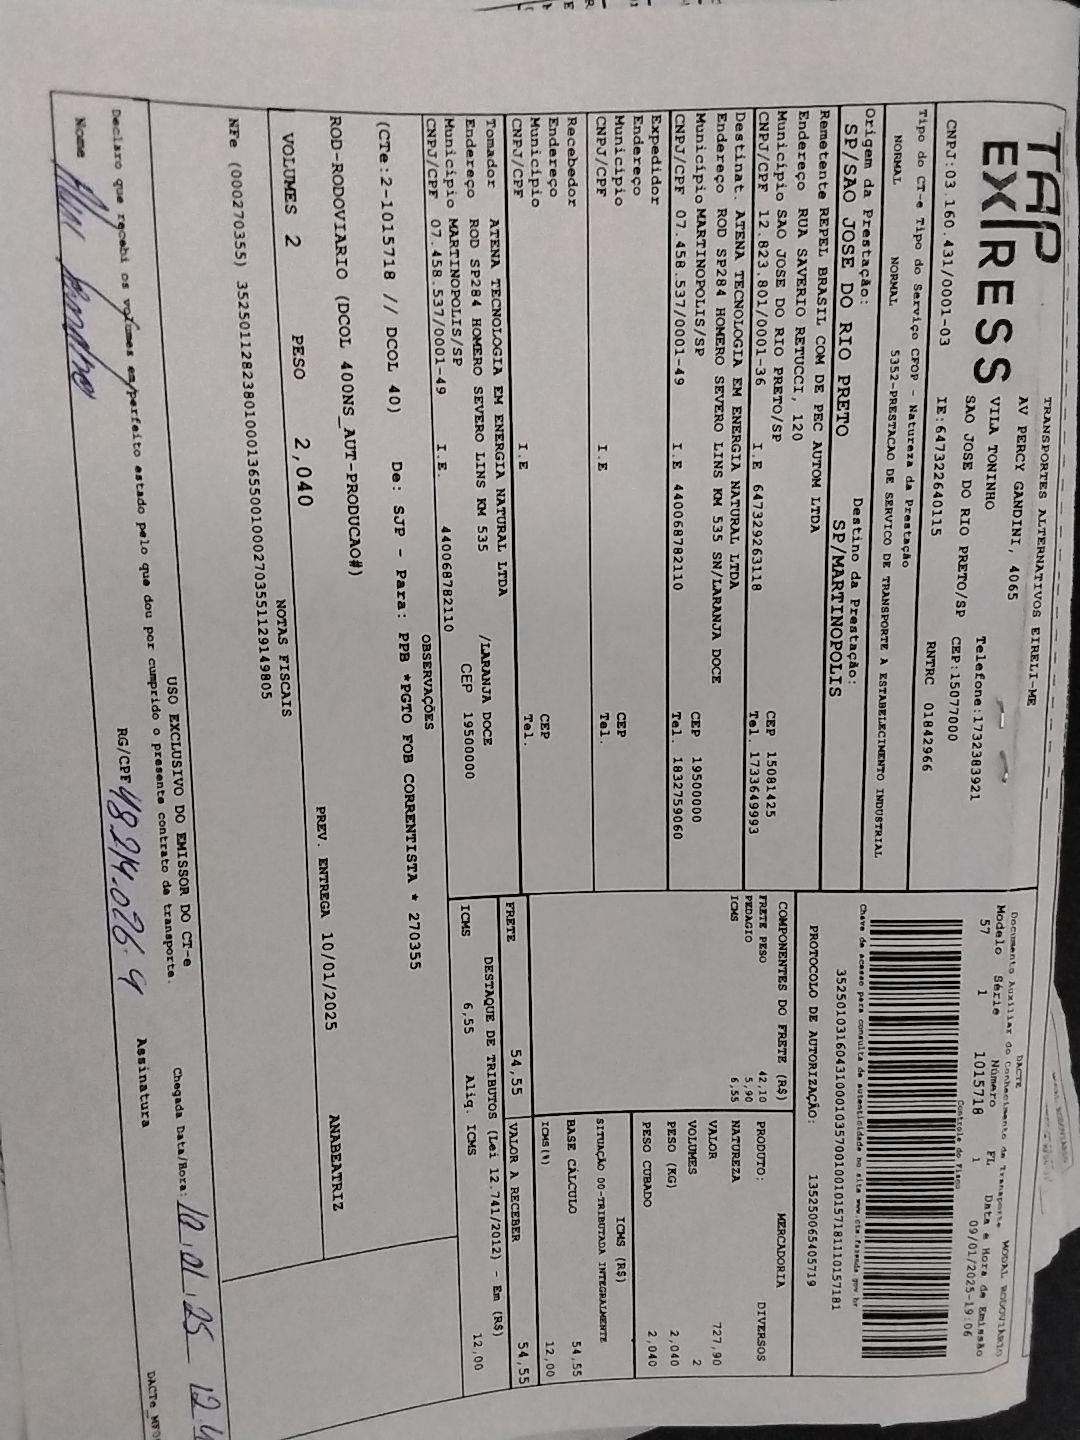 TAP
EXPRESS
TRANSPORTES ALTERNATIVOS EIRELI-ME
AV PERCY GANDINI, 4065
VILA TONINHO Telefone:1732383921
SAO JOSE DO RIO PRETO/SP CEP:15077000
CNPJ:03.160.431/0001-03 IE:647322640115 RNTRC 01842966
Tipo do CT-e Tipo do Serviço CFOP - Natureza da Prestação
NORMAL NORMAL 5352-PRESTACAO DE SERVICO DE TRANSPORTE A ESTABELECIMENTO INDUSTRIAL
Origem da Prestação: Destino da Prestação:
SP/SAO JOSE DO RIO PRETO SP/MARTINOPOLIS
Remetente REPEL BRASIL COM DE PEC AUTOM LTDA
Endereço RUA SAVERIO RETUCCI, 120 CEP 15081425
Município SAO JOSE DO RIO PRETO/SP
CNPJ/CPF 12.823.801/0001-36 I.E 647329263118 Tel. 1733649993
Destinat. ATENA TECNOLOGIA EM ENERGIA NATURAL LTDA
Endereço ROD SP284 HOMERO SEVERO LINS KM 535 SN/LARANJA DOCE
Município MARTINOPOLIS/SP CEP 19500000
CNPJ/CPF 07.458.537/0001-49 I.E 440068782110 Tel. 1832759060
Expedidor
Endereço
Município CEP
CNPJ/CPF I.E Tel.
Recebedor
Endereço
Município CEP
CNPJ/CPF I.E Tel.
Tomador ATENA TECNOLOGIA EM ENERGIA NATURAL LTDA
Endereço ROD SP284 HOMERO SEVERO LINS KM 535 /LARANJA DOCE
Município MARTINOPOLIS/SP CEP 19500000
CNPJ/CPF 07.458.537/0001-49 I.E. 440068782110
DACTE
Documento Auxiliar do Conhecimento de Transporte MODAL RODOVIARIO
Modelo Série Número FL Data e Hora de Emissão
57 1 1015718 1 09/01/2025-19:06
Controle do Fisco
Chave de acesso para consulta de autenticidade no site www.cte.fazenda.gov.br
35250103160431000103570010010157181110157181
PROTOCOLO DE AUTORIZAÇÃO: 135250065405719
COMPONENTES DO FRETE (R$)
FRETE PESO 42,10
PEDAGIO 5,90
ICMS 6,55
MERCADORIA
PRODUTO: DIVERSOS
NATUREZA
VALOR 727,90
VOLUMES 2
PESO (KG) 2,040
PESO CUBADO 2,040
ICMS (R$)
SITUAÇÃO 00-TRIBUTADA INTEGRALMENTE
BASE CÁLCULO 54,55
ICMS(%) 12,00
FRETE 54,55 VALOR A RECEBER 54,55
DESTAQUE DE TRIBUTOS (Lei 12.741/2012) - Em (R$)
ICMS 6,55 Aliq. ICMS 12,00
OBSERVAÇÕES
(CTe:2-1015718 // DCOL 40) De: SJP - Para: PPB *PGTO FOB CORRENTISTA * 270355
ROD-RODOVIARIO (DCOL 400NS_AUT-PRODUCAO#)
VOLUMES 2 PESO 2,040 PREV. ENTREGA 10/01/2025 ANABEATRIZ
NOTAS FISCAIS
NFe (000270355) 35250112823801000136550010002703551129149805
USO EXCLUSIVO DO EMISSOR DO CT-e
Declaro que recebi os volumes em perfeito estado pelo que dou por cumprido o presente contrato de transporte.
Chegada Data/Hora: 10.01.25
Nome RG/CPF 48.214.026.9 Assinatura